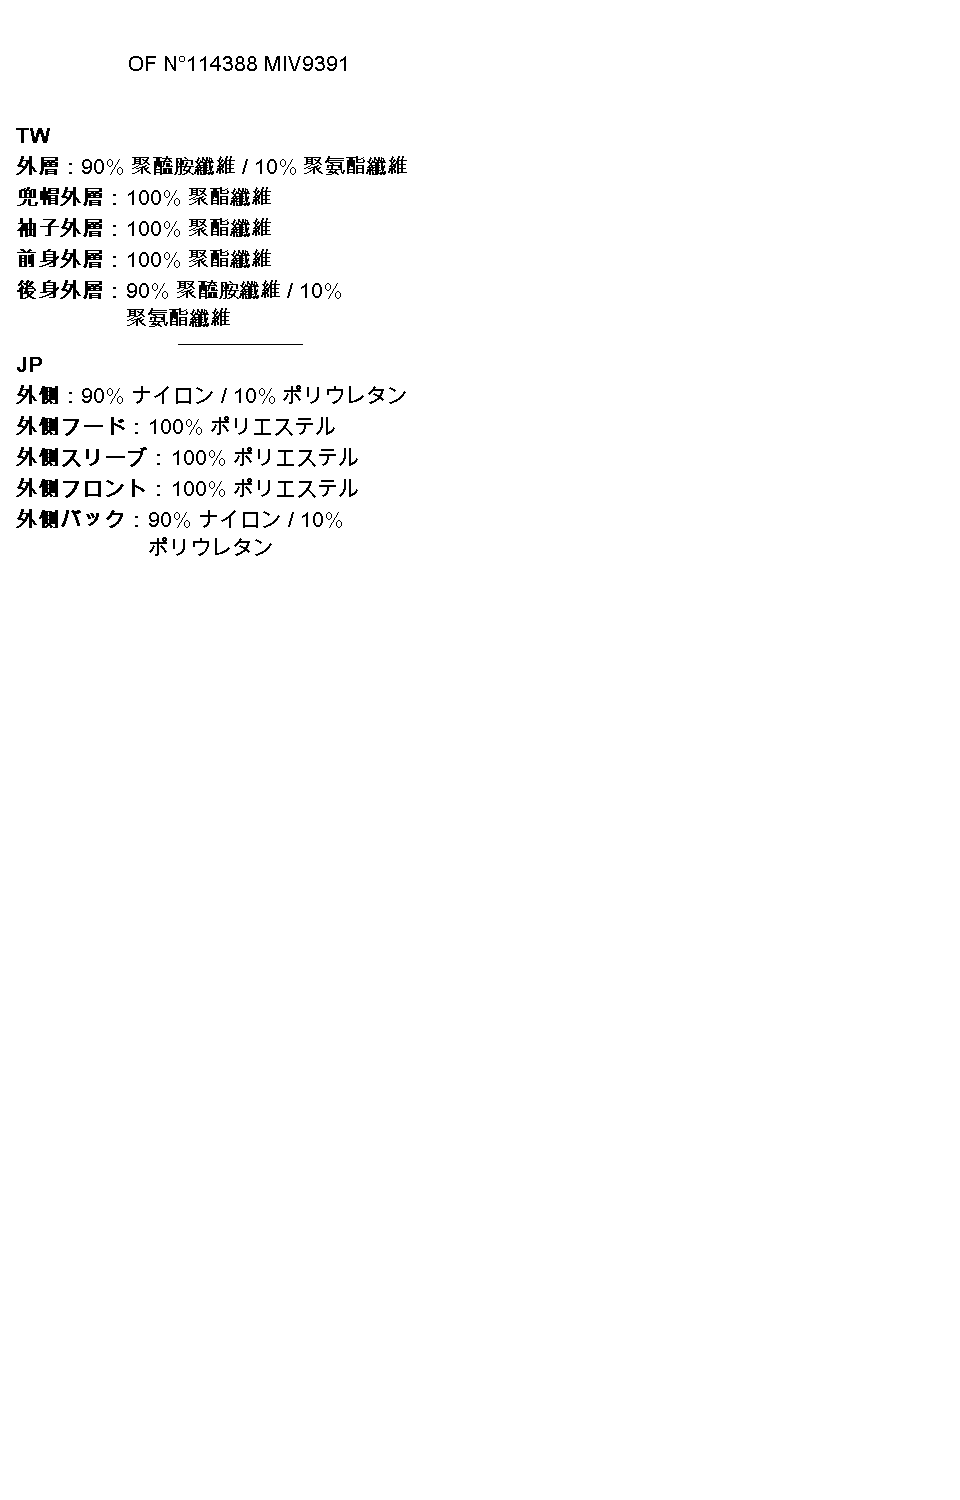 OF N°114388 MIV9391
TW
外層 : 90% 聚醯胺纖維 / 10% 聚氨酯纖維
兜帽外層 : 100% 聚酯纖維
袖子外層 : 100% 聚酯纖維
前身外層 : 100% 聚酯纖維
後身外層 : 90% 聚醯胺纖維 / 10%
聚氨酯纖維
JP
外側 : 90% ナイロン / 10% ポリウレタン
外側フード : 100% ポリエステル
外側スリーブ : 100% ポリエステル
外側フロント : 100% ポリエステル
外側バック : 90% ナイロン / 10%
ポリウレタン